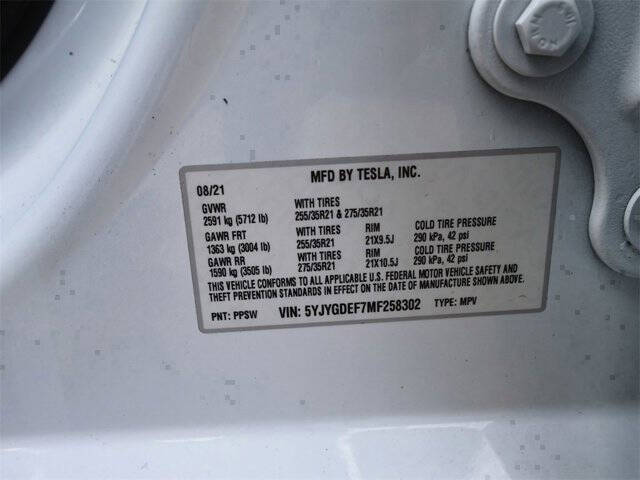 MFD BY TESLA, INC.
08/21
GVWR WITH TIRES
2591 kg (5712 lb) 255/35R21 & 275/35R21
GAWR FRT WITH TIRES RIM COLD TIRE PRESSURE
1363 kg (3004 lb) 255/35R21 21X9.5J 290 kPa, 42 psi
GAWR RR WITH TIRES RIM COLD TIRE PRESSURE
1590 kg (3505 lb) 275/35R21 21X10.5J 290 kPa, 42 psi
THIS VEHICLE CONFORMS TO ALL APPLICABLE U.S. FEDERAL MOTOR VEHICLE SAFETY AND
THEFT PREVENTION STANDARDS IN EFFECT ON THE DATE OF MANUFACTURE SHOWN ABOVE.
PNT: PPSW VIN: 5YJYGDEF7MF258302 TYPE: MPV